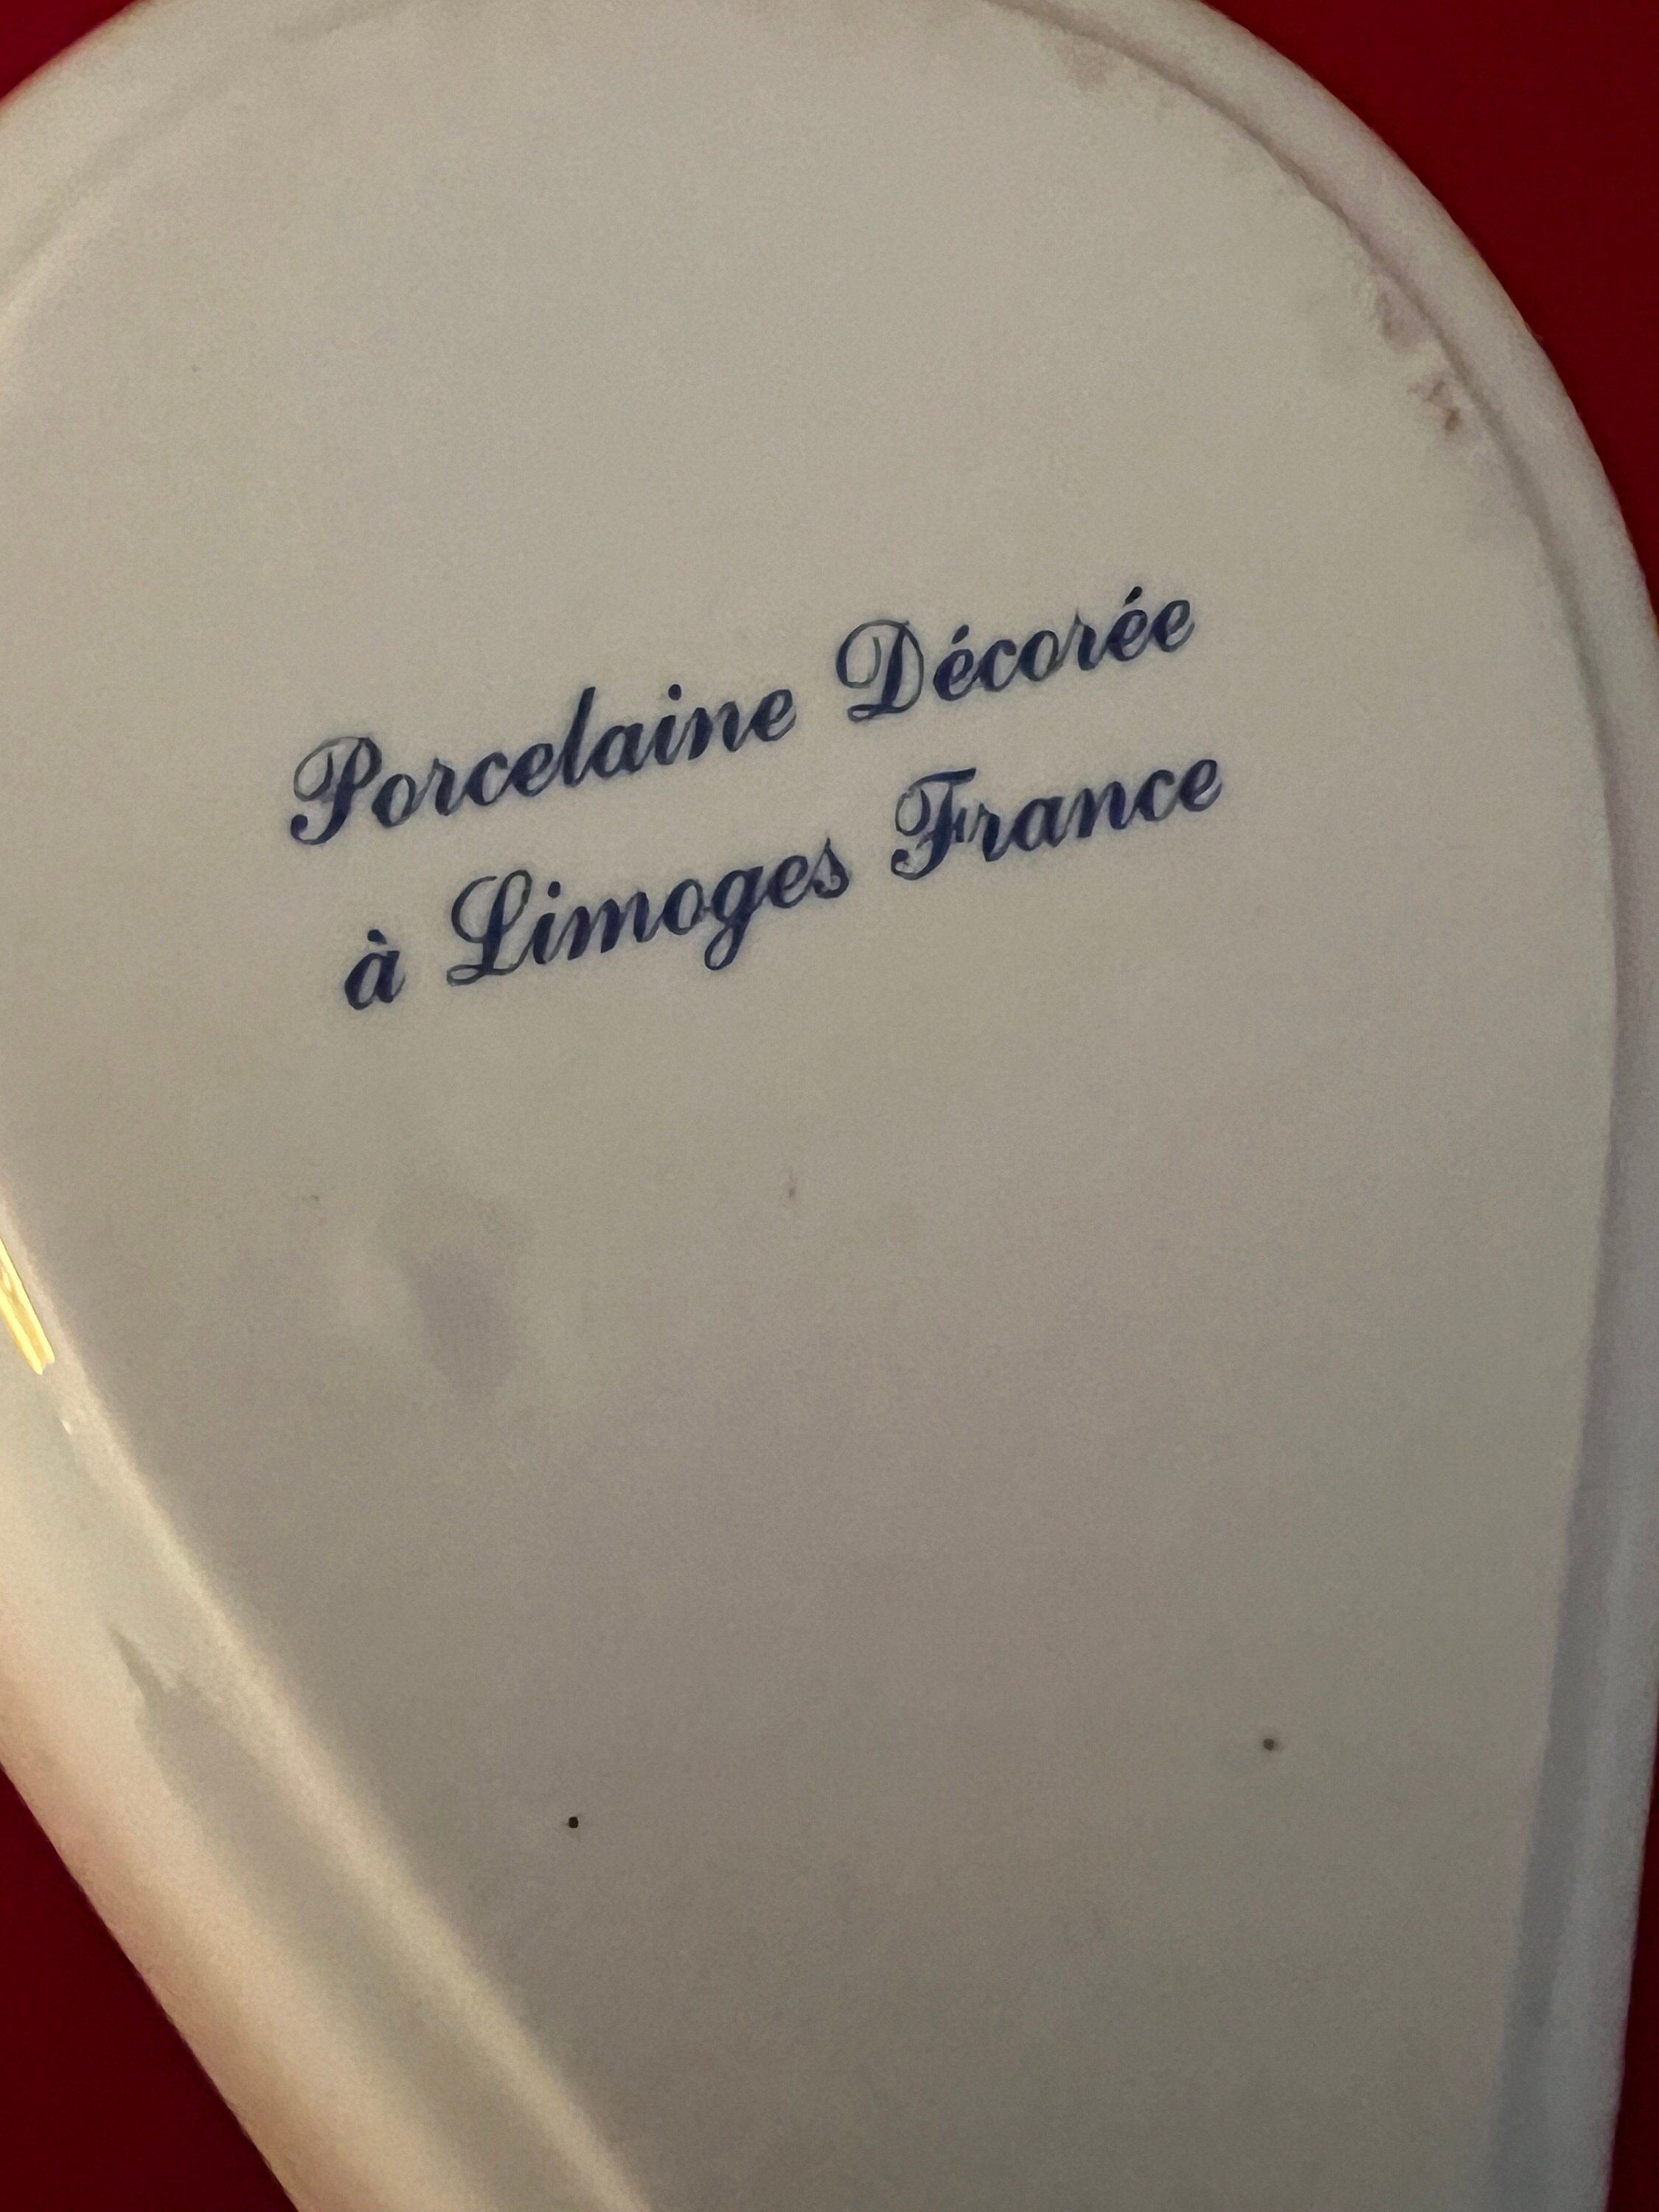 Porcelaine Décorée
à Limoges France